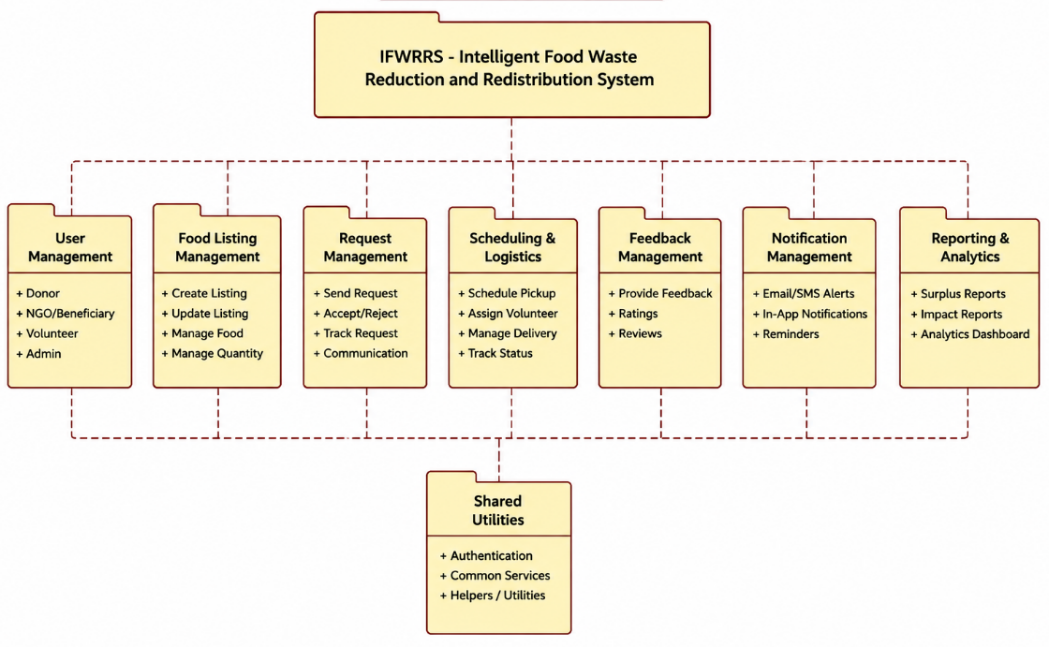 IFWRRS - Intelligent Food Waste
Reduction and Redistribution System
User
Management
+ Donor
+ NGO/Beneficiary
+ Volunteer
+ Admin
Food Listing
Management
+ Create Listing
+ Update Listing
+ Manage Food
+ Manage Quantity
Request
Management
+ Send Request
+ Accept/Reject
+ Track Request
+ Communication
Scheduling &
Logistics
+ Schedule Pickup
+ Assign Volunteer
+ Manage Delivery
+ Track Status
Feedback
Management
+ Provide Feedback
+ Ratings
+ Reviews
Notification
Management
+ Email/SMS Alerts
+ In-App Notifications
+ Reminders
Reporting &
Analytics
+ Surplus Reports
+ Impact Reports
+ Analytics Dashboard
Shared
Utilities
+ Authentication
+ Common Services
+ Helpers / Utilities